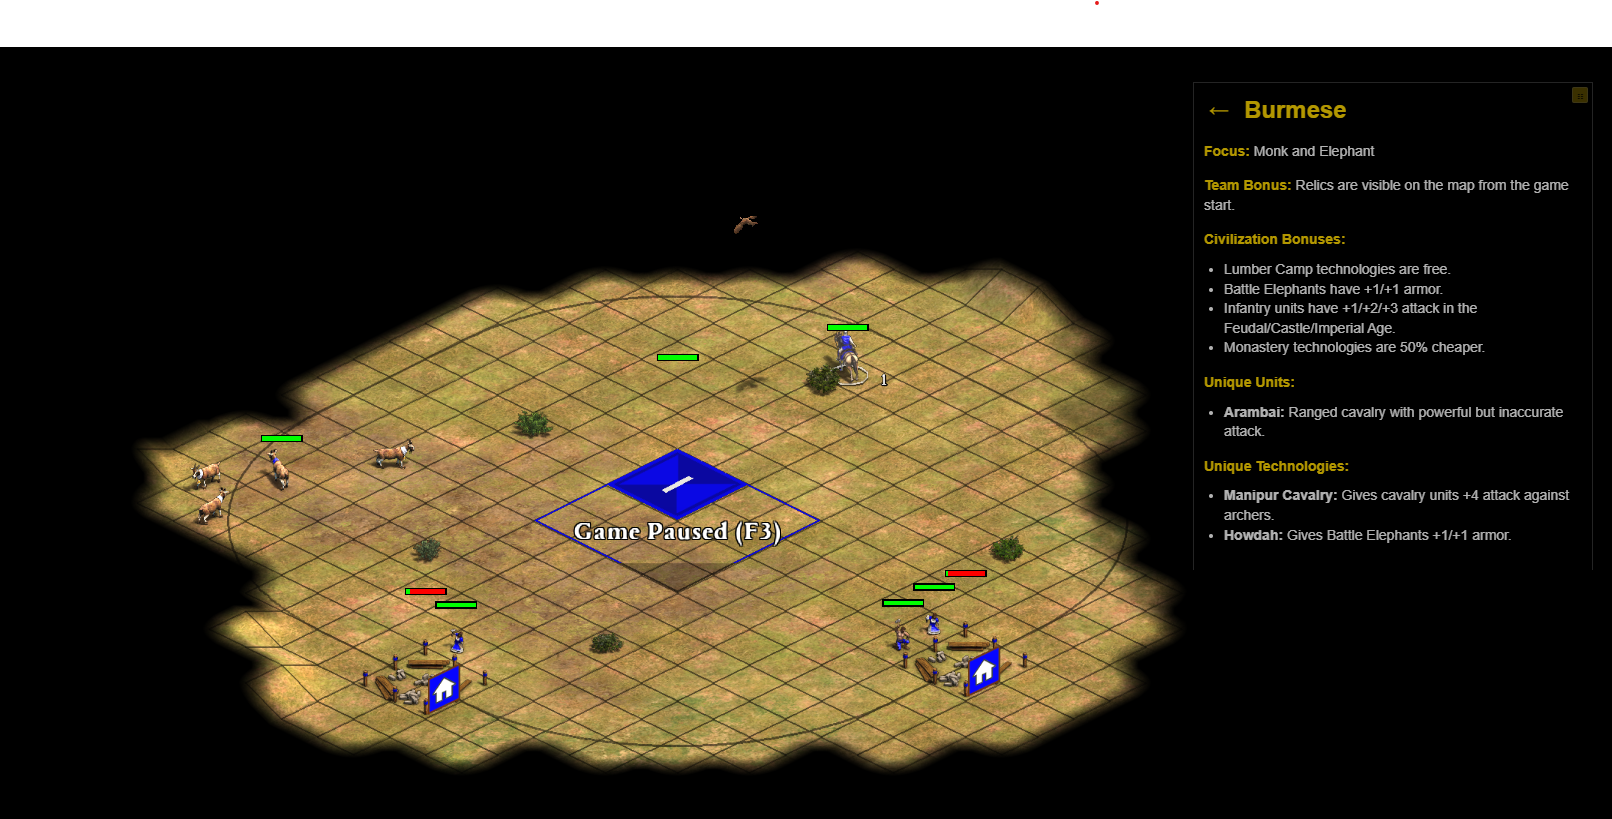 ← Burmese
Focus: Monk and Elephant
Team Bonus: Relics are visible on the map from the game
start.
Civilization Bonuses:
• Lumber Camp technologies are free.
• Battle Elephants have +1/+1 armor.
• Infantry units have +1/+2/+3 attack in the
Feudal/Castle/Imperial Age.
• Monastery technologies are 50% cheaper.
Unique Units:
• Arambai: Ranged cavalry with powerful but inaccurate
attack.
Unique Technologies:
• Manipur Cavalry: Gives cavalry units +4 attack against
archers.
• Howdah: Gives Battle Elephants +1/+1 armor.
1
Game Paused (F3)